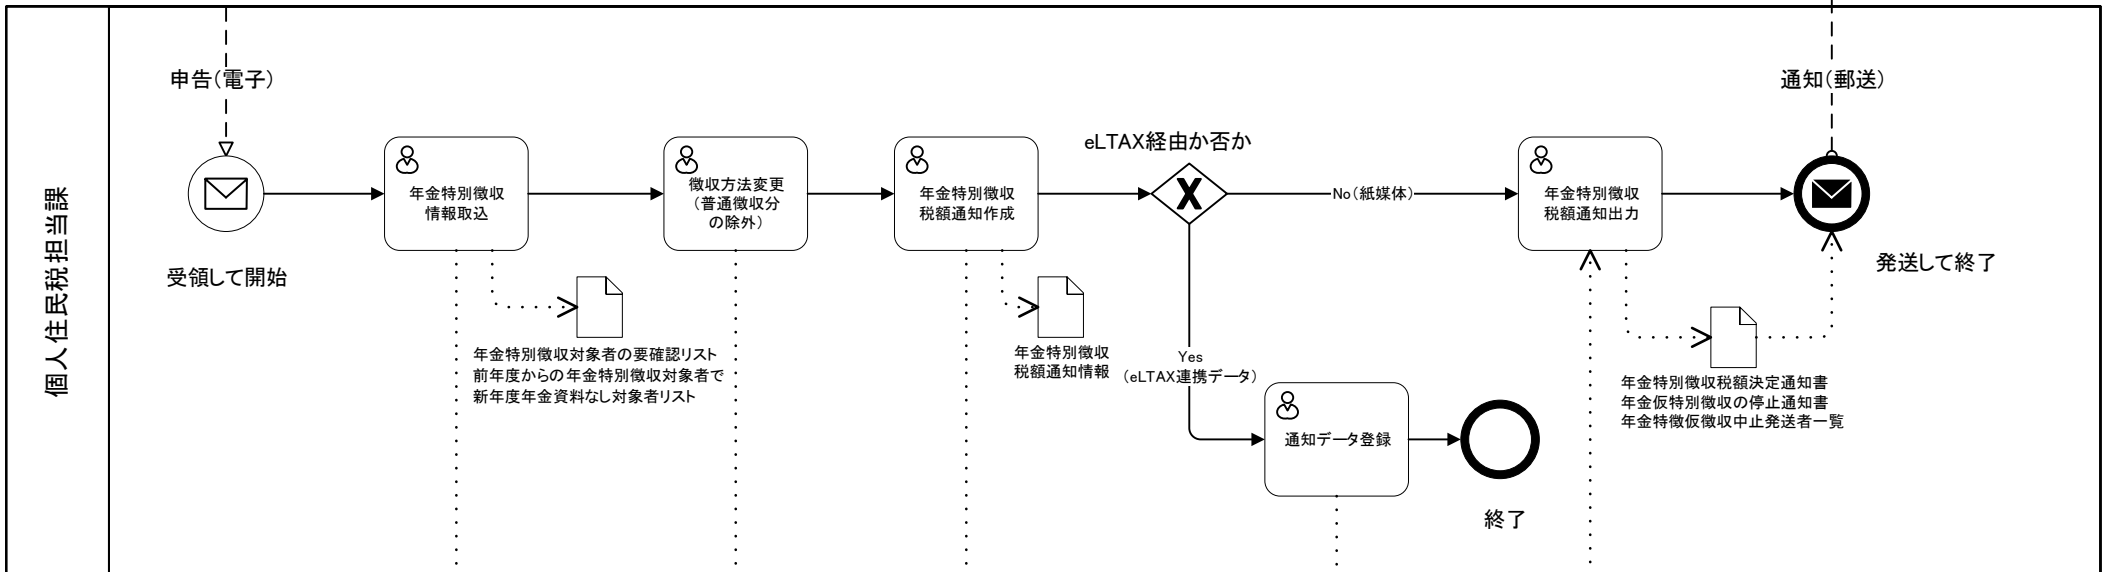 個人住民税担当課
申告(電子)
受領して開始
年金特別徴収
情報取込
年金特別徴収対象者の要確認リスト
前年度からの年金特別徴収対象者で
新年度年金資料なし対象者リスト
徴収方法変更
(普通徴収分
の除外)
年金特別徴収
税額通知作成
年金特別徴収
税額通知情報
eLTAX経由か否か
No(紙媒体)
Yes
(eLTAX連携データ)
通知データ登録
終了
年金特別徴収
税額通知出力
年金特別徴収税額決定通知書
年金仮特別徴収の停止通知書
年金特徴仮徴収中止発送者一覧
通知(郵送)
発送して終了